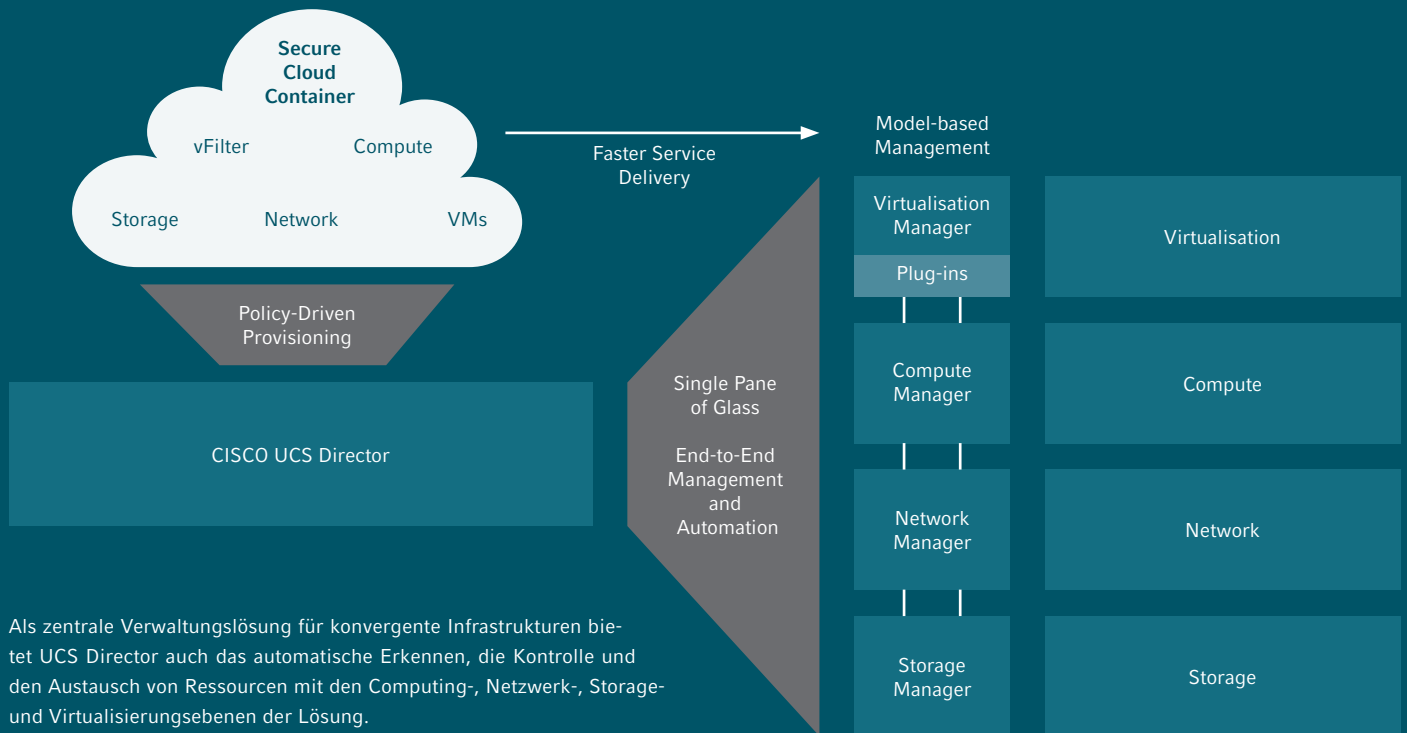 Secure
Cloud
Container
vFilter
Compute
Storage
Network
VMs
Policy-Driven
Provisioning
CISCO UCS Director
Faster Service
Delivery
Single Pane
of Glass
End-to-End
Management
and
Automation
Model-based
Management
Virtualisation
Manager
Plug-ins
Virtualisation
Compute
Manager
Compute
Network
Manager
Network
Storage
Manager
Storage
Als zentrale Verwaltungslösung für konvergente Infrastrukturen bie-
tet UCS Director auch das automatische Erkennen, die Kontrolle und
den Austausch von Ressourcen mit den Computing-, Netzwerk-, Storage-
und Virtualisierungsebenen der Lösung.